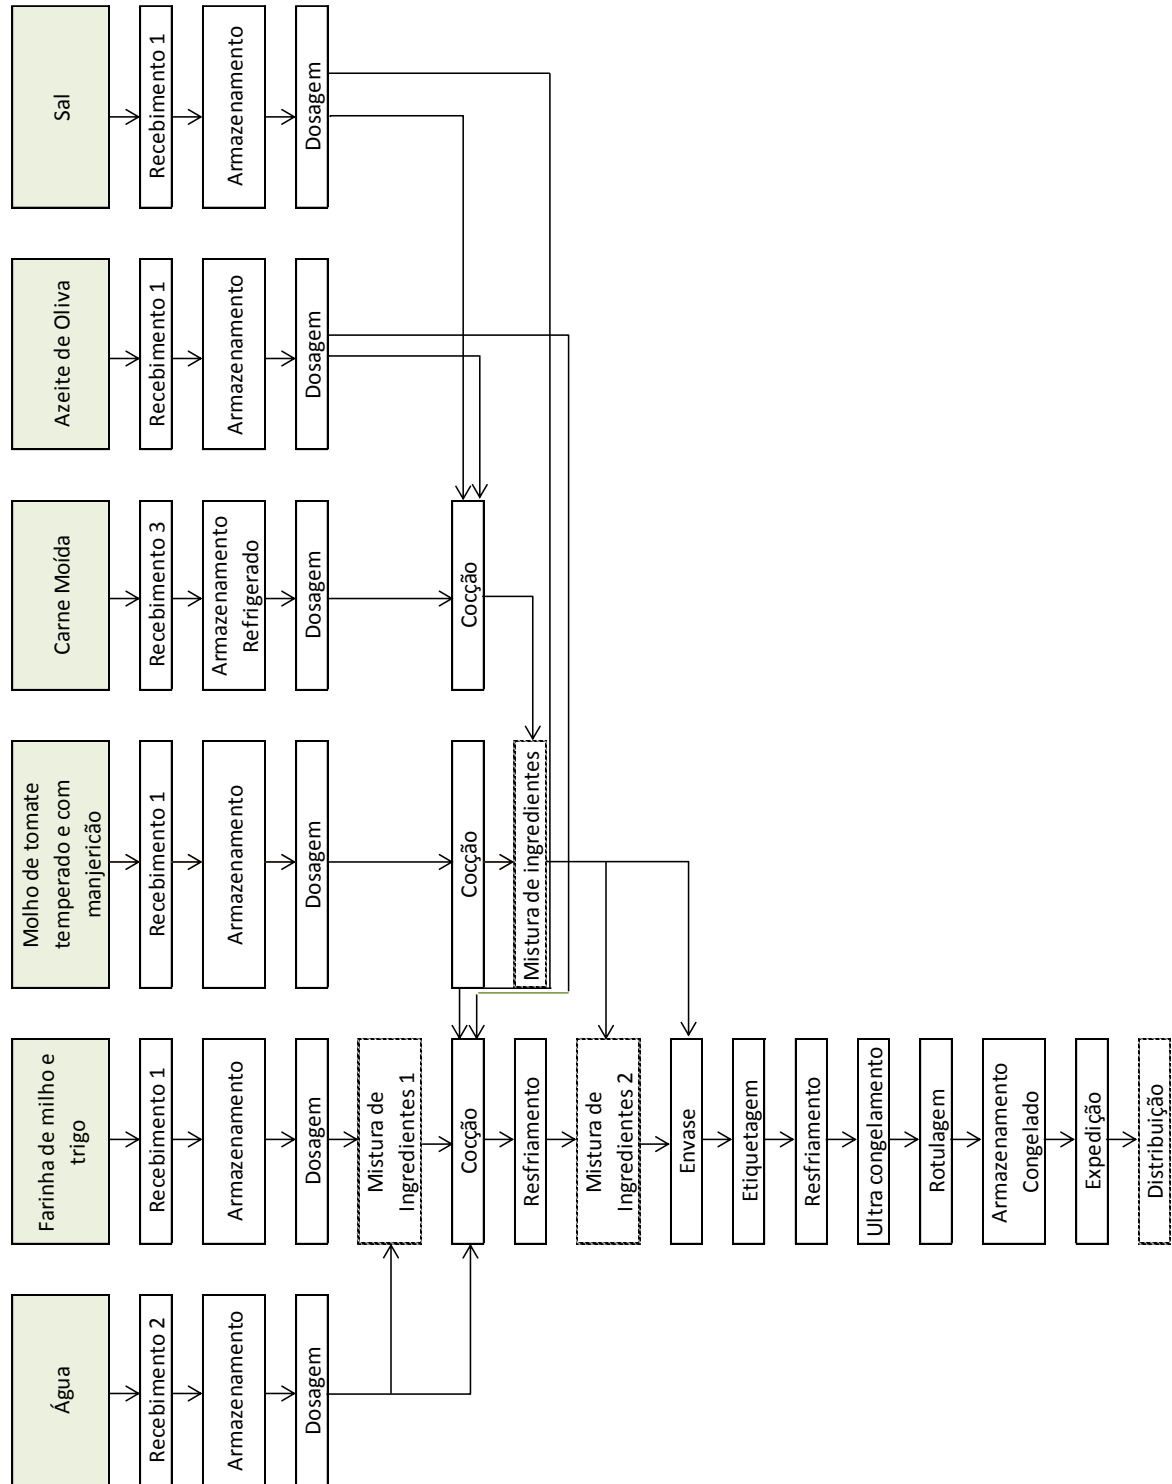 Água
Recebimento 2
Armazenamento
Dosagem
Farinha de milho e
trigo
Recebimento 1
Armazenamento
Dosagem
Mistura de
Ingredientes 1
Cocção
Resfriamento
Mistura de
Ingredientes 2
Envase
Etiquetagem
Resfriamento
Ultra congelamento
Rotulagem
Armazenamento
Congelado
Expedição
Distribuição
Molho de tomate
temperado e com
manjericão
Recebimento 1
Armazenamento
Dosagem
Cocção
Mistura de ingredientes
Carne Moída
Recebimento 3
Armazenamento
Refrigerado
Dosagem
Cocção
Azeite de Oliva
Recebimento 1
Armazenamento
Dosagem
Sal
Recebimento 1
Armazenamento
Dosagem